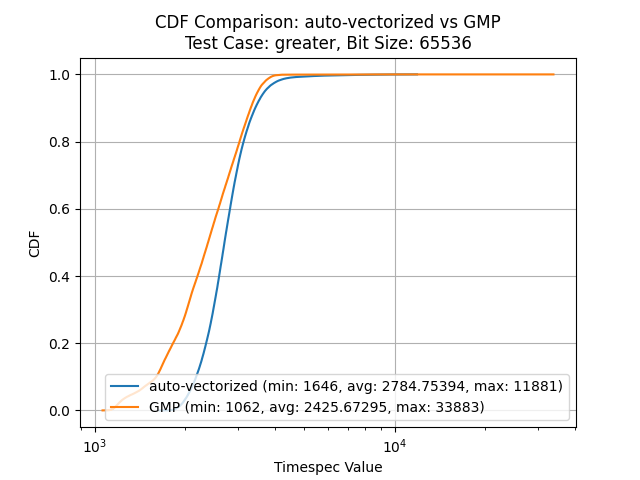 CDF Comparison: auto-vectorized vs GMP
Test Case: greater, Bit Size: 65536
1.0
0.8
0.6
0.4
0.2
0.0
CDF
auto-vectorized (min: 1646, avg: 2784.75394, max: 11881)
GMP (min: 1062, avg: 2425.67295, max: 33883)
10³ 10⁴
Timespec Value